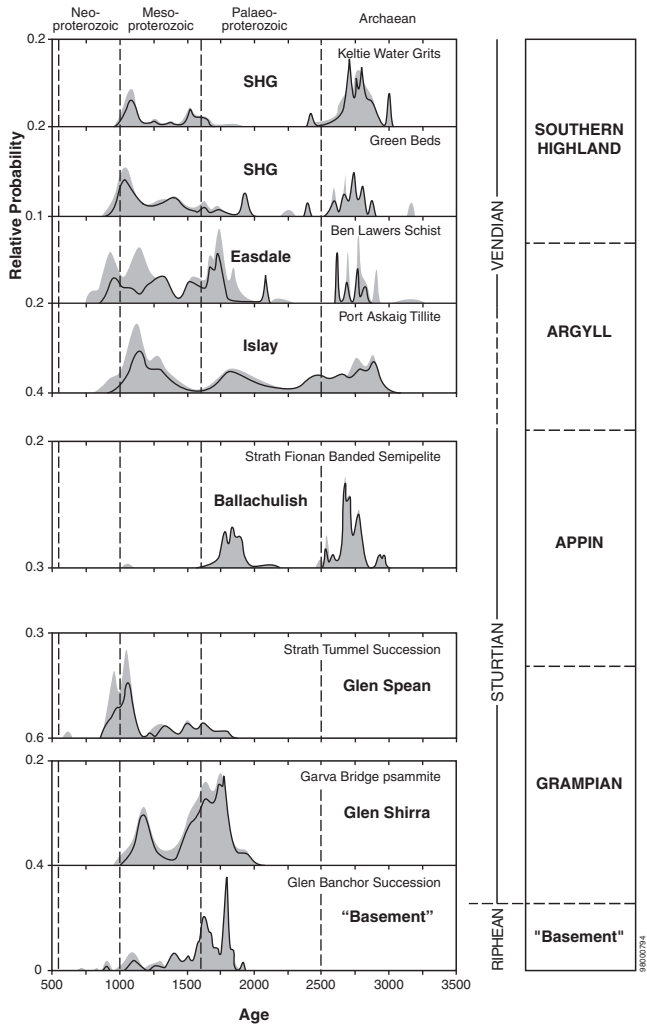 Neo-
proterozoic
Meso-
proterozoic
Palaeo-
proterozoic
Archaean
Relative Probability
0.2
Keltie Water Grits
SHG
0.2
Green Beds
SHG
0.1
Ben Lawers Schist
Easdale
0.2
Port Askaig Tillite
Islay
0.4
0.2
Strath Fionan Banded Semipelite
Ballachulish
0.3
0.3
Strath Tummel Succession
Glen Spean
0.6
0.2
Garva Bridge psammite
Glen Shirra
0.4
Glen Banchor Succession
“Basement”
0
500
1000
1500
2000
2500
3000
3500
Age
VENDIAN
STURTIAN
RIPHEAN
SOUTHERN
HIGHLAND
ARGYLL
APPIN
GRAMPIAN
"Basement"
98000794